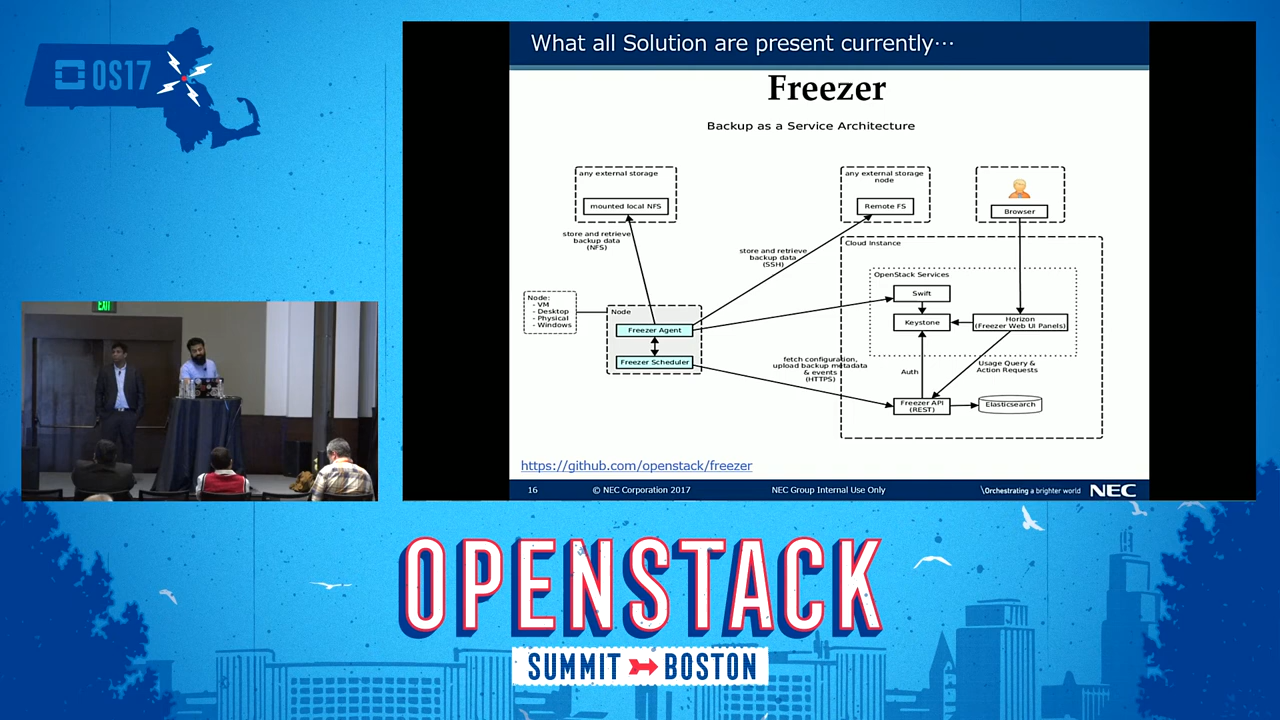 OS17
EXIT
What all Solution are present currently…
Freezer
Backup as a Service Architecture
any external storage
mounted local NFS
any external storage
node
Remote FS
Browser
store and retrieve
backup data
(NFS)
store and retrieve
backup data
(SSH)
Cloud Instance
OpenStack Services
Swift
Keystone
Horizon
(Freezer Web UI Panels)
Node:
- VM
- Desktop
- Physical
- Windows
Node
Freezer Agent
Freezer Scheduler
fetch configuration,
upload backup metadata
& events
(HTTPS)
Auth
Usage Query &
Action Requests
Freezer API
(REST)
Elasticsearch
https://github.com/openstack/freezer
16 © NEC Corporation 2017 NEC Group Internal Use Only \Orchestrating a brighter world NEC
OPENSTACK
SUMMIT BOSTON